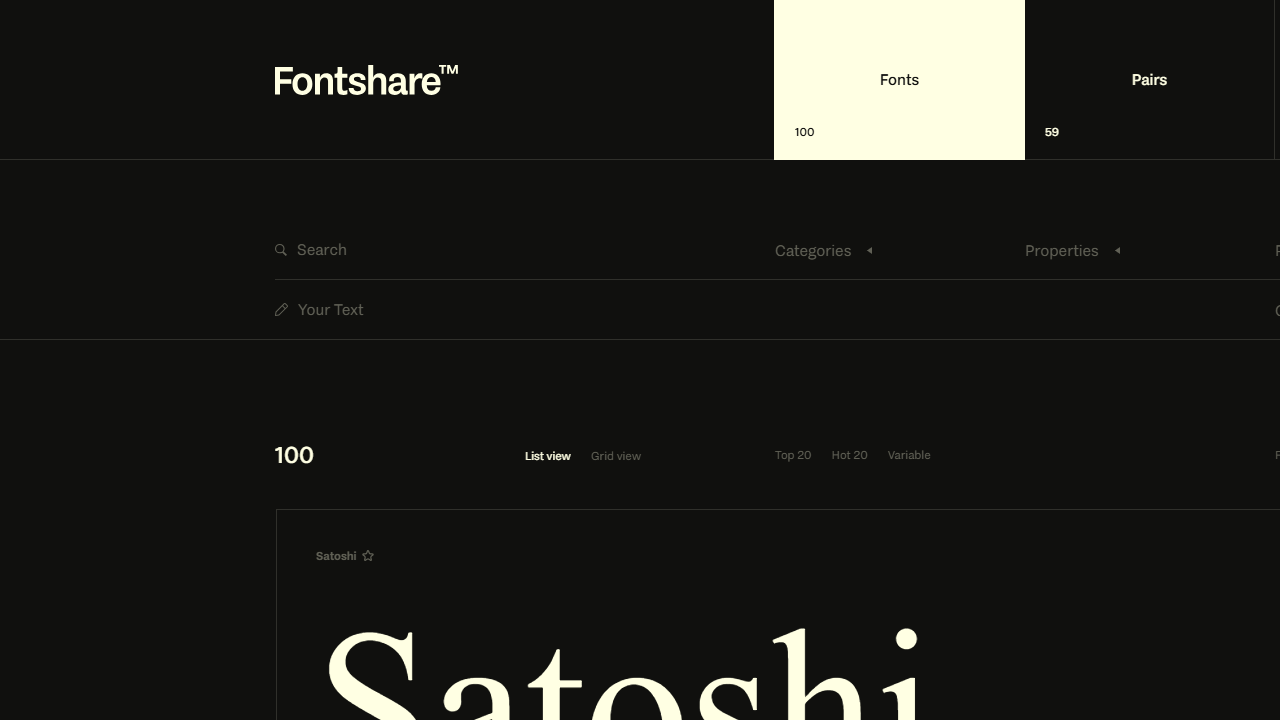 Fontshare™
Fonts
100
Pairs
59
Search
Categories
Properties
Your Text
100
List view
Grid view
Top 20
Hot 20
Variable
Satoshi
Satoshi